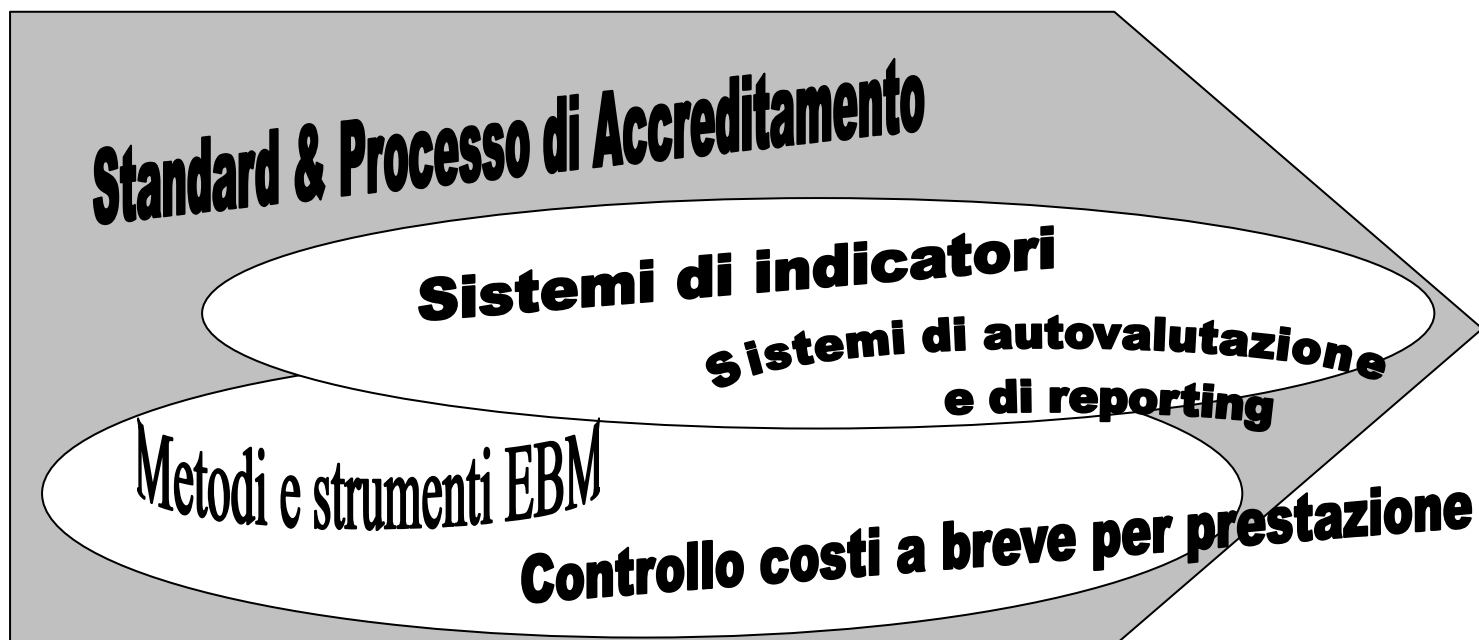 Standard & Processo di Accreditamento
Sistemi di indicatori
Sistemi di autovalutazione
e di reporting
Metodi e strumenti EBM
Controllo costi a breve per prestazione